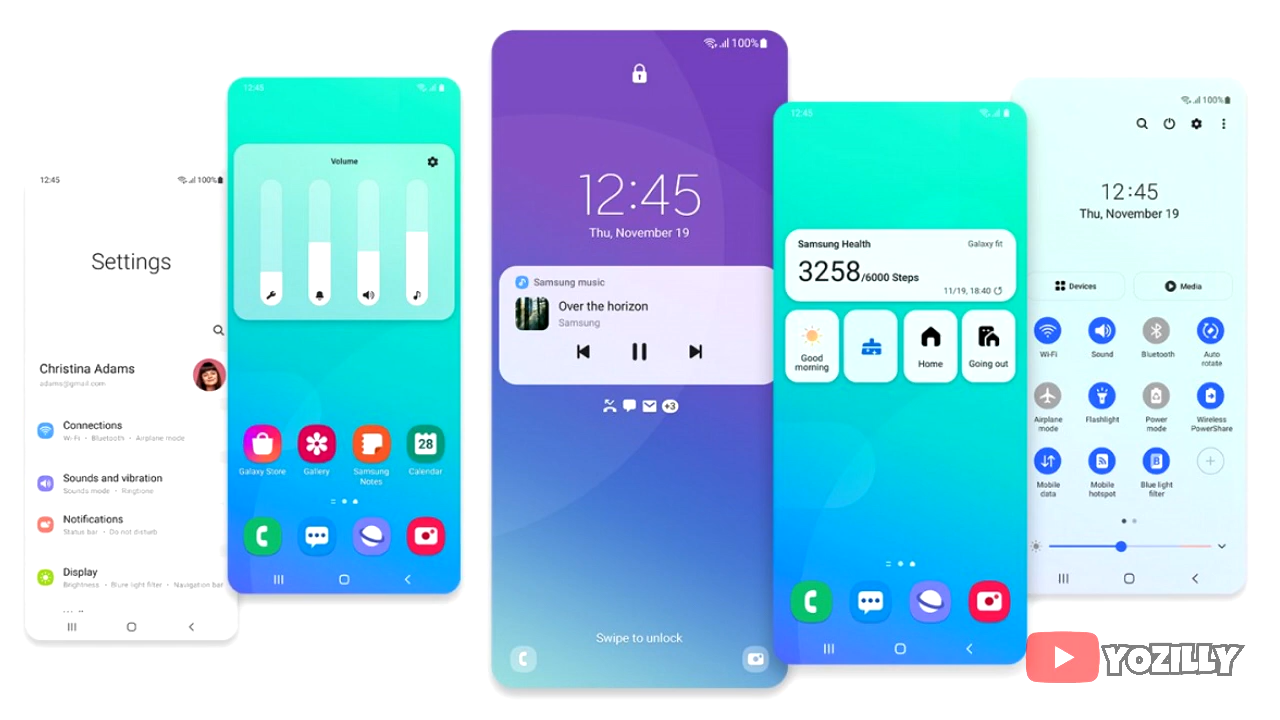 12:45
100%
Settings
Christina Adams
adams@gmail.com
Connections
Wi-Fi • Bluetooth • Airplane mode
Sounds and vibration
Sounds mode • Ringtone
Notifications
Status bar • Do not disturb
Display
Brightness • Blure light filter • Navigation bar
12:45
Volume
Galaxy Store
Gallery
Samsung Notes
28
Calendar
100%
12:45
Thu, November 19
Samsung music
Over the horizon
Samsung
+3
Swipe to unlock
12:45
Samsung Health
Galaxy fit
3258/6000 Steps
11/19, 18:40
Good morning
Home
Going out
100%
12:45
Thu, November 19
Devices
Media
Wi-Fi
Sound
Bluetooth
Auto rotate
Airplane mode
Flashlight
Power mode
Wireless PowerShare
Mobile data
Mobile hotspot
B
Blue light filter
YOZILLY